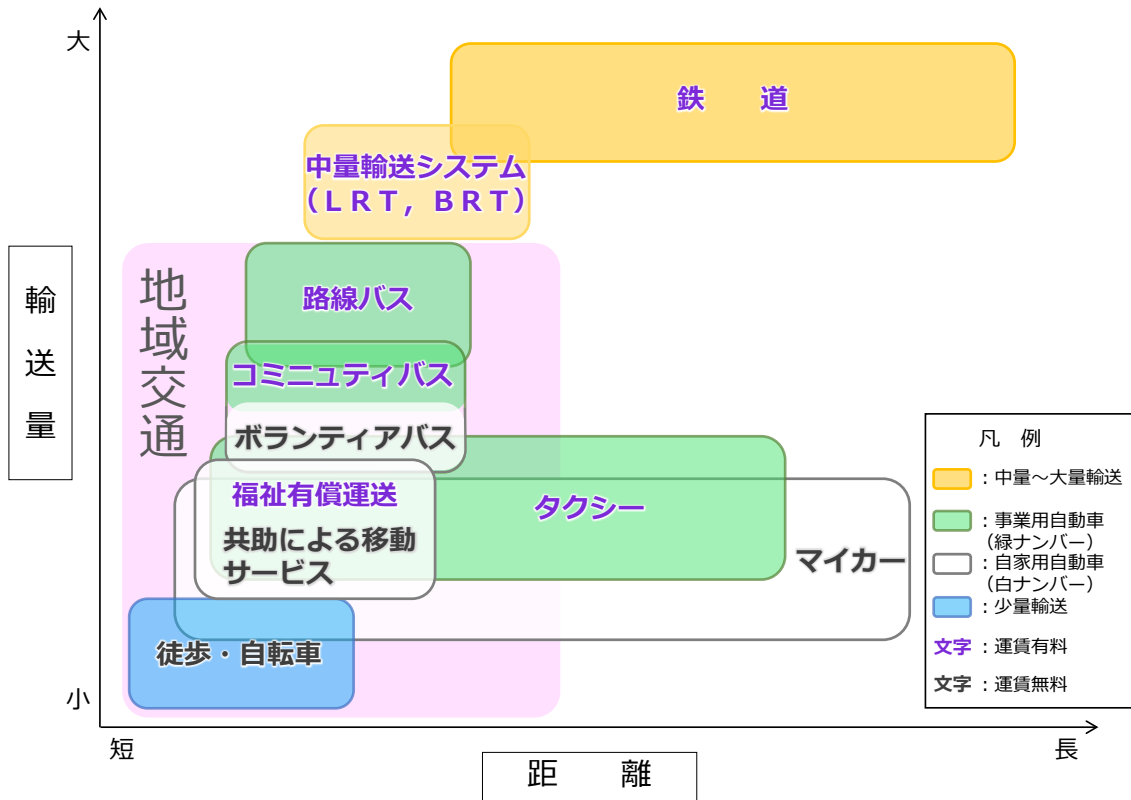 大
鉄　　道
中量輸送システム
（ＬＲＴ，ＢＲＴ）
輸送量
地域交通
路線バス
コミニュティバス
ボランティアバス
福祉有償運送
共助による移動
サービス
タクシー
マイカー
徒歩・自転車
小
短
距　　離
長
凡　例
：中量～大量輸送
：事業用自動車
（緑ナンバー）
：自家用自動車
（白ナンバー）
：少量輸送
文字：運賃有料
文字：運賃無料